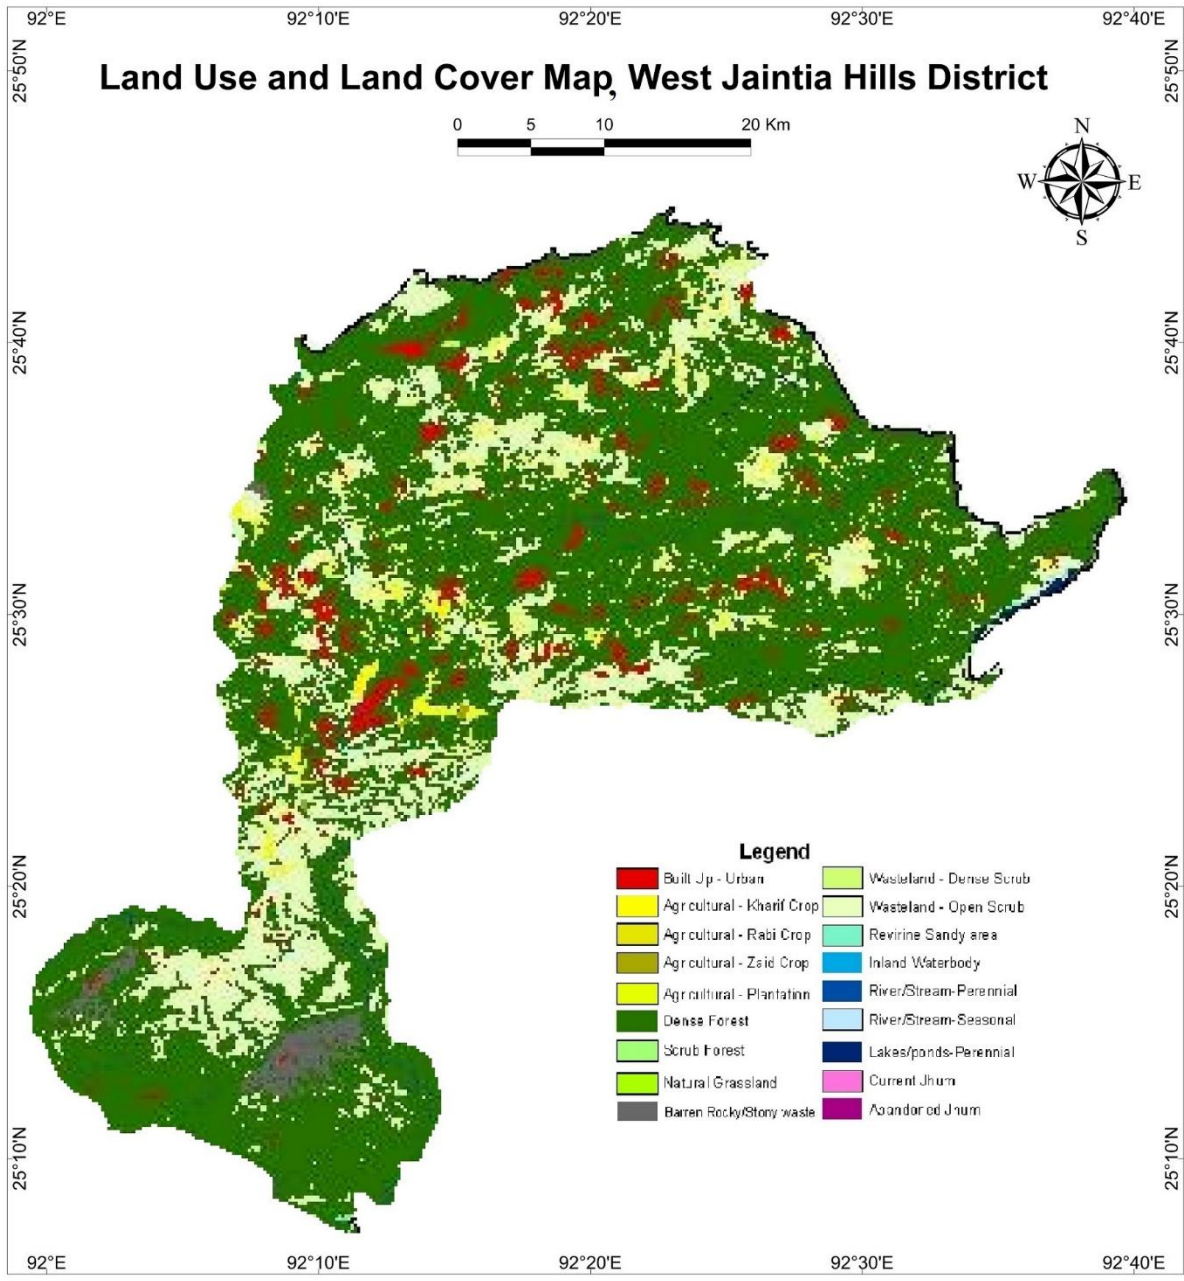 92°E 92°10'E 92°20'E 92°30'E 92°40'E
25°50'N 25°50'N
Land Use and Land Cover Map, West Jaintia Hills District
0 5 10 20 Km
N
W E
S
25°40'N 25°40'N
25°30'N 25°30'N
25°20'N 25°20'N
25°10'N 25°10'N
Legend
Built Up - Urban
Agricultural - Kharif Crop
Agricultural - Rabi Crop
Agricultural - Zaid Crop
Agricultural - Plantation
Dense Forest
Scrub Forest
Natural Grassland
Barren Rocky/Stony waste
Wasteland - Dense Scrub
Wasteland - Open Scrub
Revirine Sandy area
Inland Waterbody
River/Stream-Perennial
River/Stream-Seasonal
Lakes/ponds-Perennial
Current Jhum
Abandoned Jhum
92°E 92°10'E 92°20'E 92°30'E 92°40'E